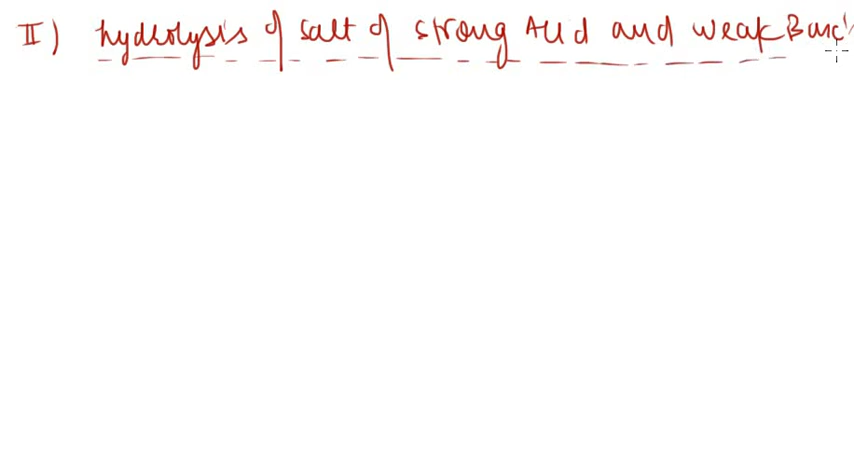 II) hydrolysis of salt of strong Acid and weak Base